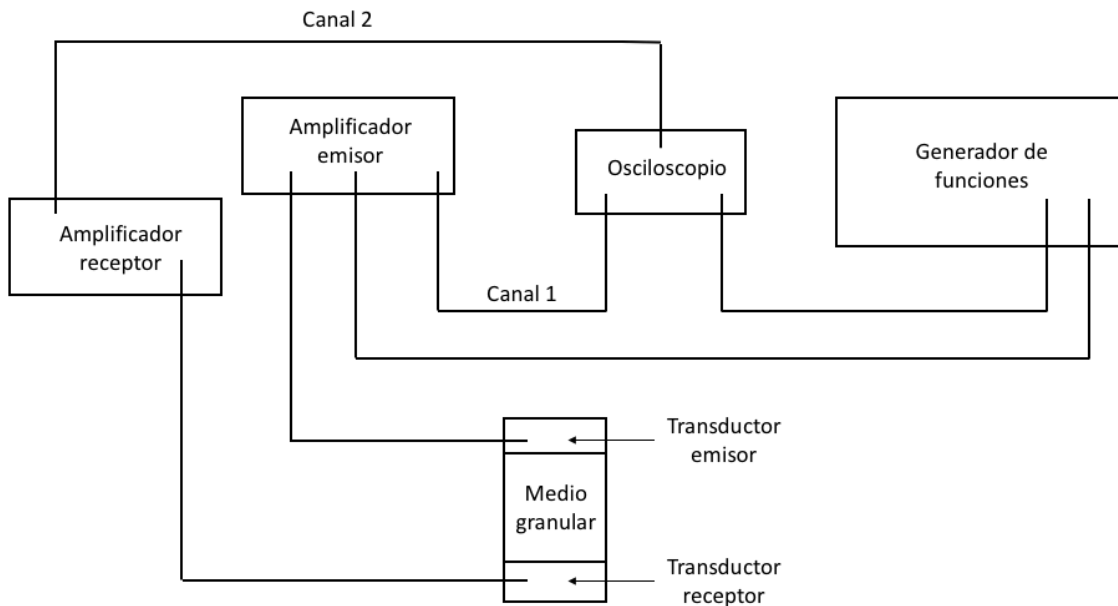 Canal 2
Amplificador
emisor
Osciloscopio
Generador de
funciones
Amplificador
receptor
Canal 1
Transductor
emisor
Medio
granular
Transductor
receptor